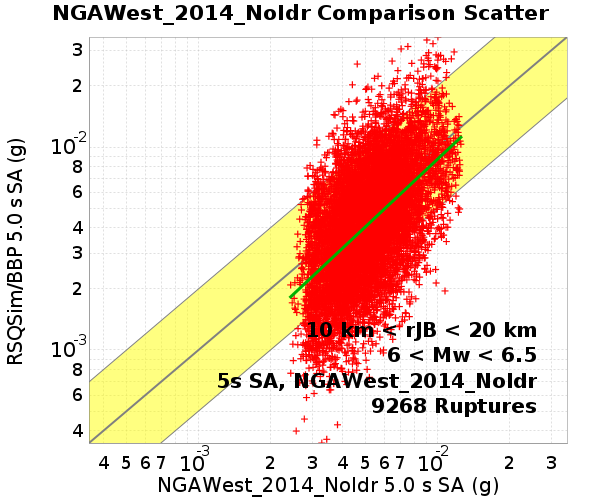 NGAWest_2014_NoIdr Comparison Scatter
RSQSim/BBP 5.0 s SA (g)
3
2
10-2
8
6
4
3
2
10-3
8
6
4
10 km < rJB < 20 km
6 < Mw < 6.5
5s SA, NGAWest_2014_NoIdr
9268 Ruptures
4 5 6 7 10-3 2 3 4 5 6 7 10-2 2 3
NGAWest_2014_NoIdr 5.0 s SA (g)